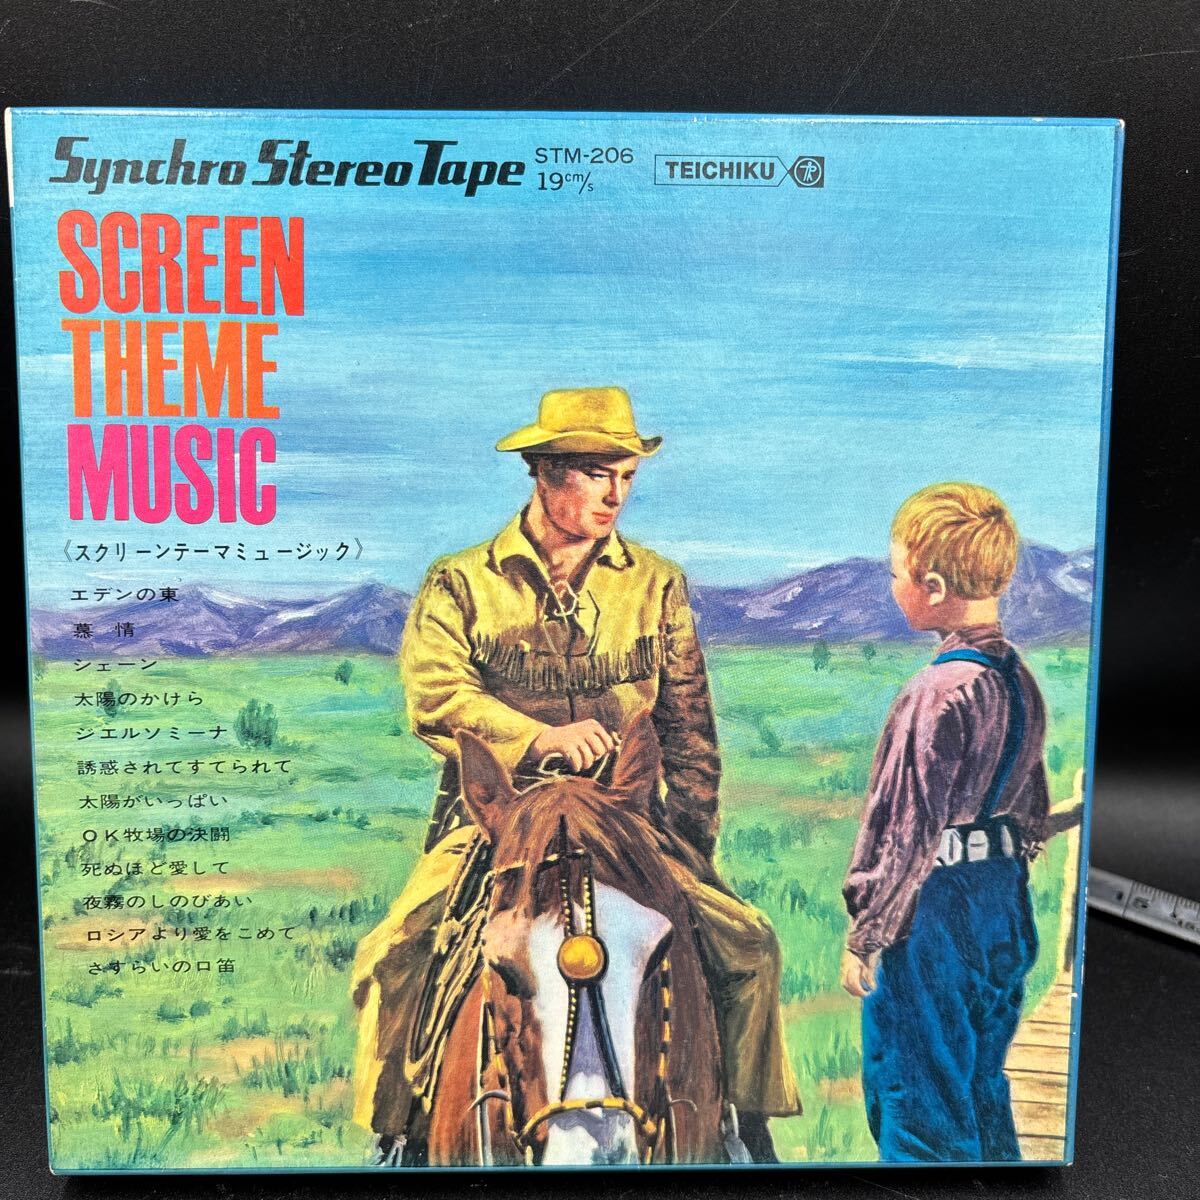 Synchro Stereo Tape
STM-206
19cm/s
TEICHIKU
SCREEN
THEME
MUSIC
《スクリーンテーマミュージック》
エデンの東
慕情
シェーン
太陽のかけら
ジエルソミーナ
誘惑されてすてられて
太陽がいっぱい
OK牧場の決闘
死ぬほど愛して
夜霧のしのびあい
ロシアより愛をこめて
さすらいの口笛